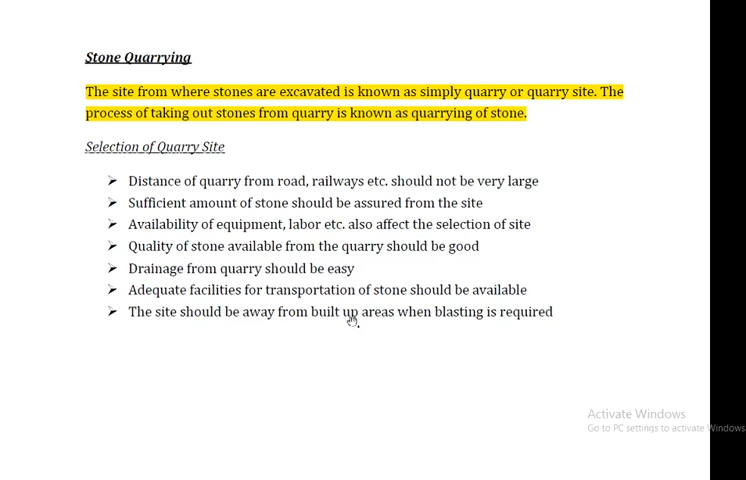 Stone Quarrying
The site from where stones are excavated is known as simply quarry or quarry site. The
process of taking out stones from quarry is known as quarrying of stone.
Selection of Quarry Site
➢ Distance of quarry from road, railways etc. should not be very large
➢ Sufficient amount of stone should be assured from the site
➢ Availability of equipment, labor etc. also affect the selection of site
➢ Quality of stone available from the quarry should be good
➢ Drainage from quarry should be easy
➢ Adequate facilities for transportation of stone should be available
➢ The site should be away from built up areas when blasting is required
Activate Windows
Go to PC settings to activate Windows.